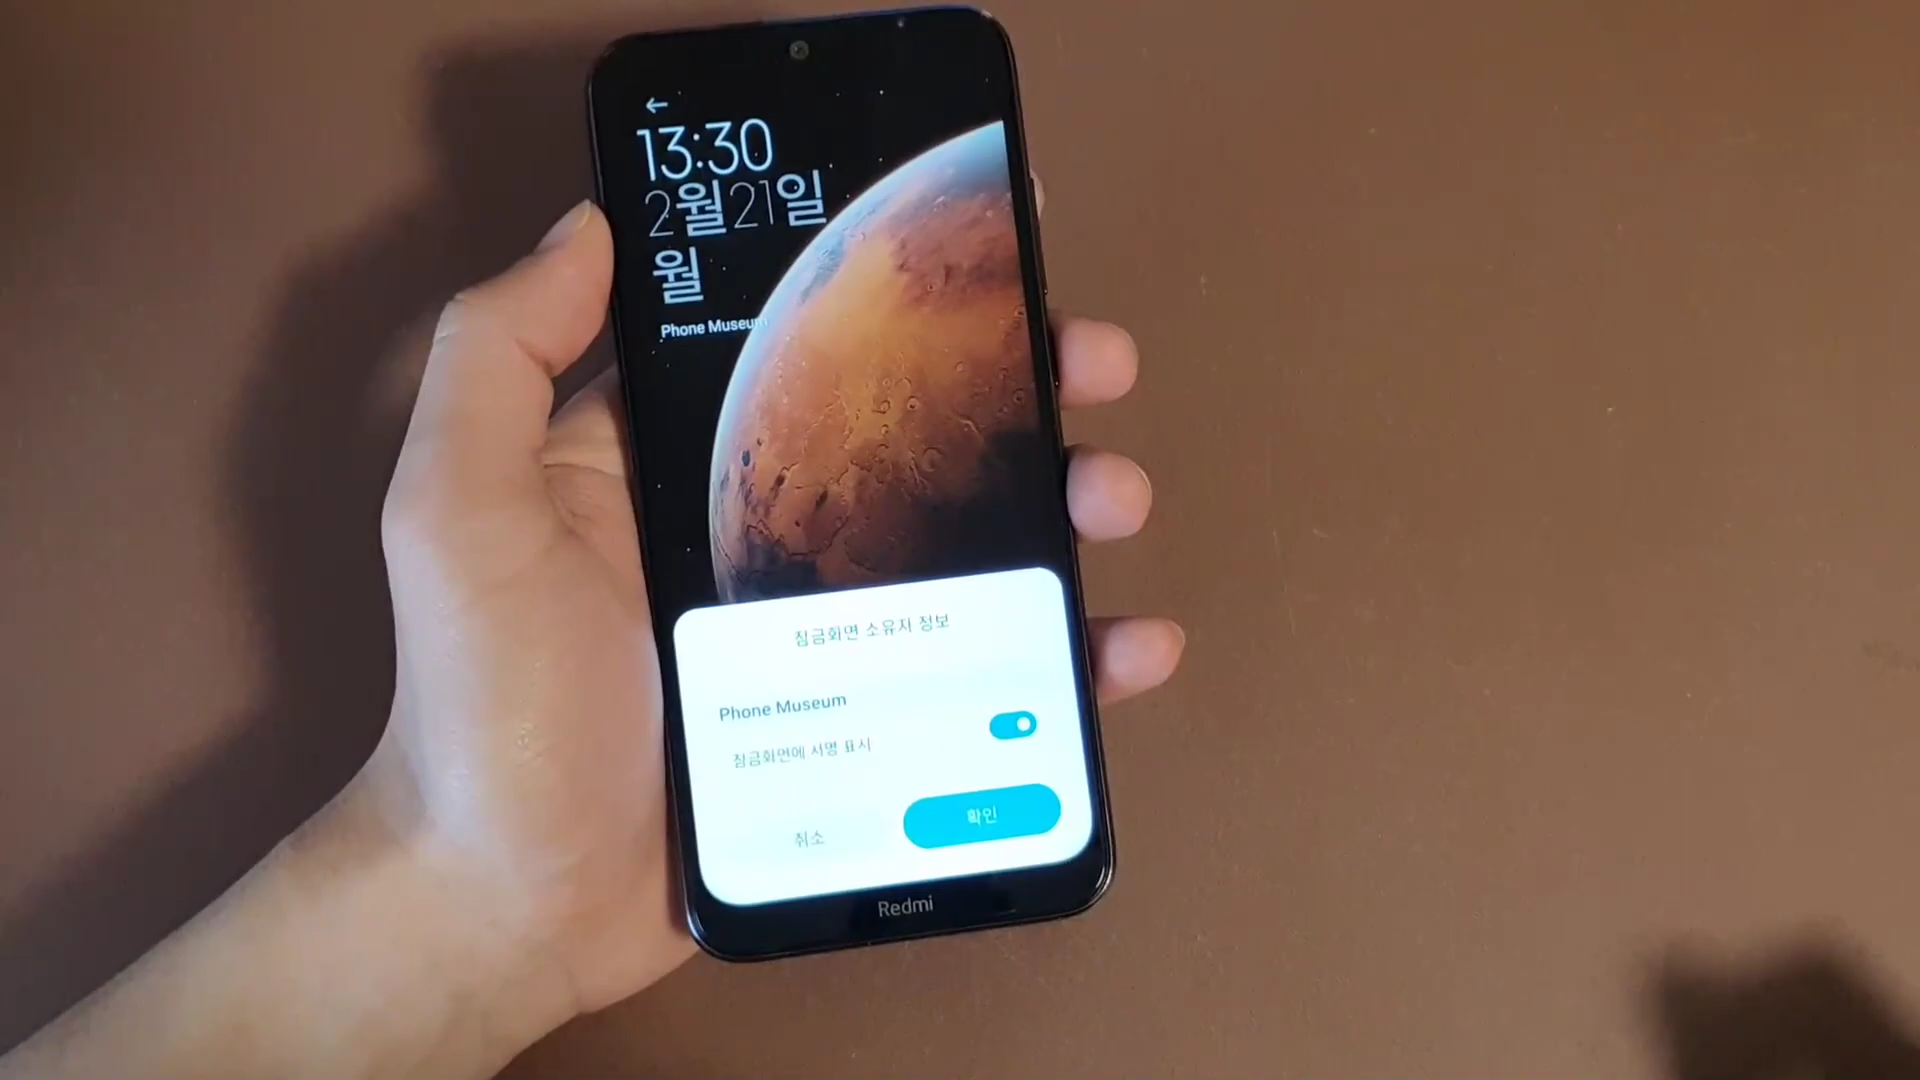 13:30
2월21일
월
Phone Museum
잠금화면 소유자 정보
Phone Museum
잠금화면에 서명 표시
취소
확인
Redmi